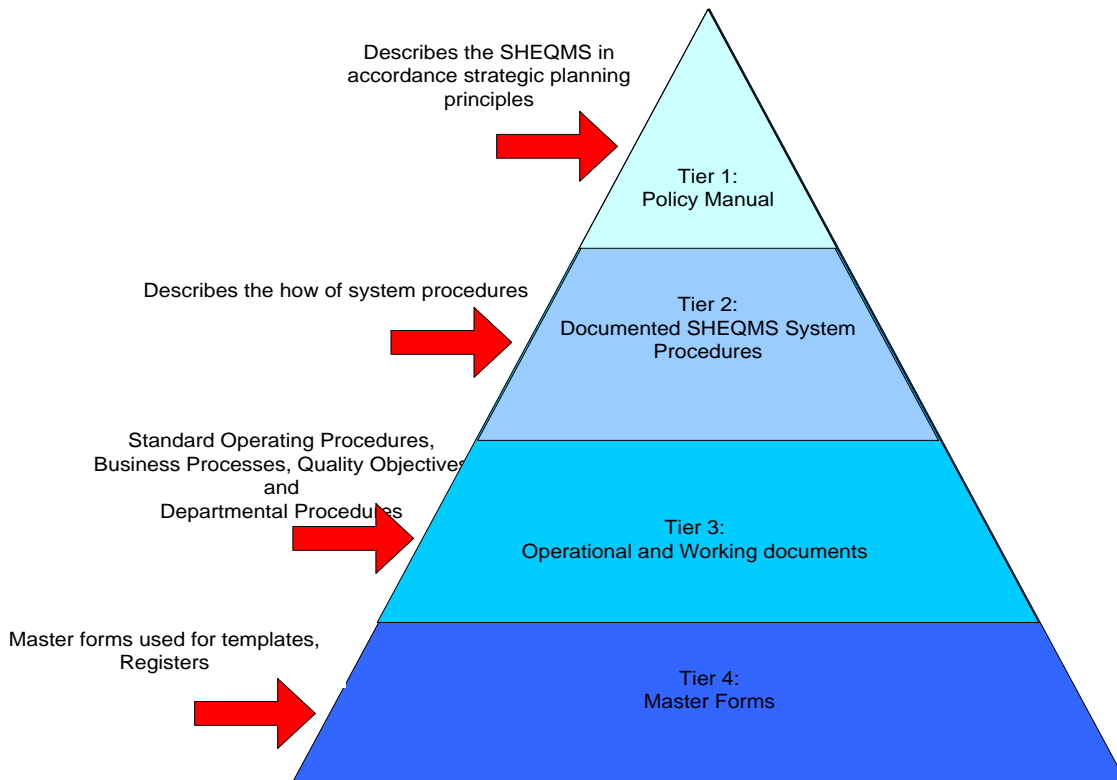 Describes the SHEQMS in
accordance strategic planning
principles
Tier 1:
Policy Manual
Describes the how of system procedures
Tier 2:
Documented SHEQMS System
Procedures
Standard Operating Procedures,
Business Processes, Quality Objectives
and
Departmental Procedures
Tier 3:
Operational and Working documents
Master forms used for templates,
Registers
Tier 4:
Master Forms